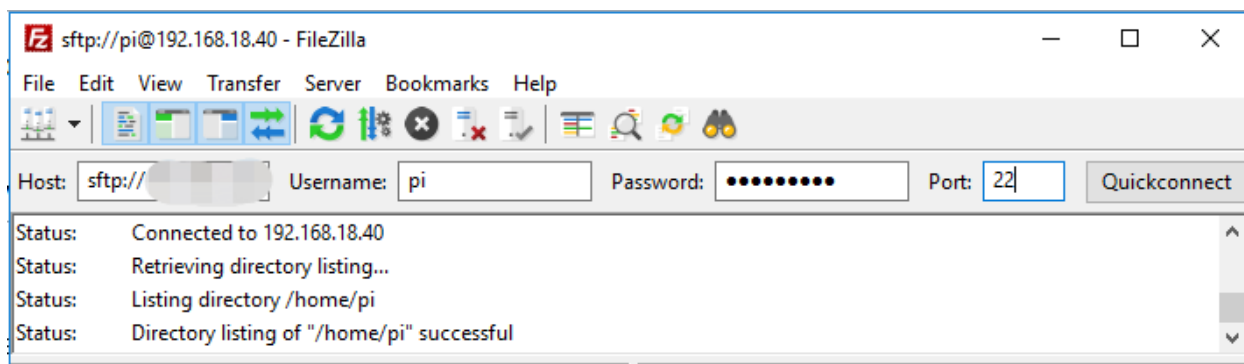 sftp://pi@192.168.18.40 - FileZilla
File Edit View Transfer Server Bookmarks Help
Host: sftp:// Username: pi Password: ●●●●●●●●● Port: 22 Quickconnect
Status: Connected to 192.168.18.40
Status: Retrieving directory listing...
Status: Listing directory /home/pi
Status: Directory listing of "/home/pi" successful